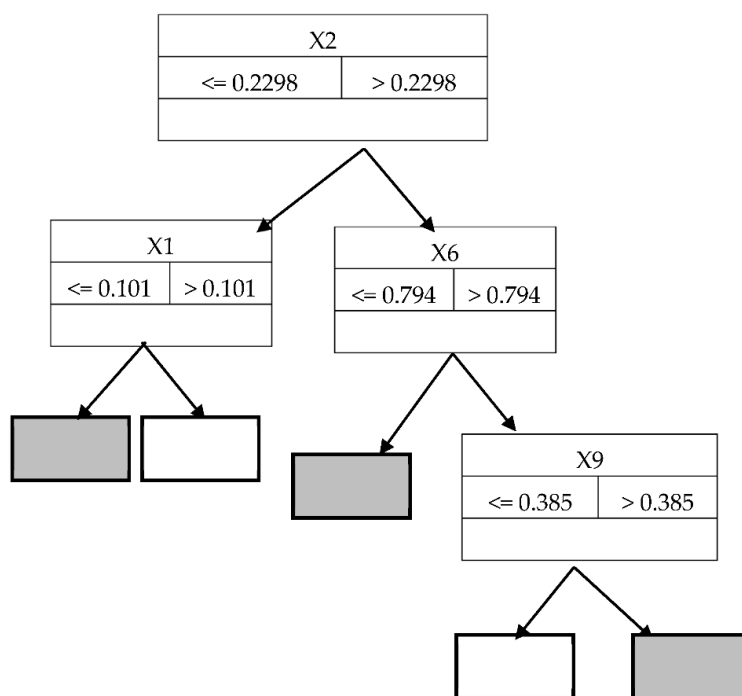 X2
<= 0.2298 > 0.2298
X1
<= 0.101 > 0.101
X6
<= 0.794 > 0.794
X9
<= 0.385 > 0.385